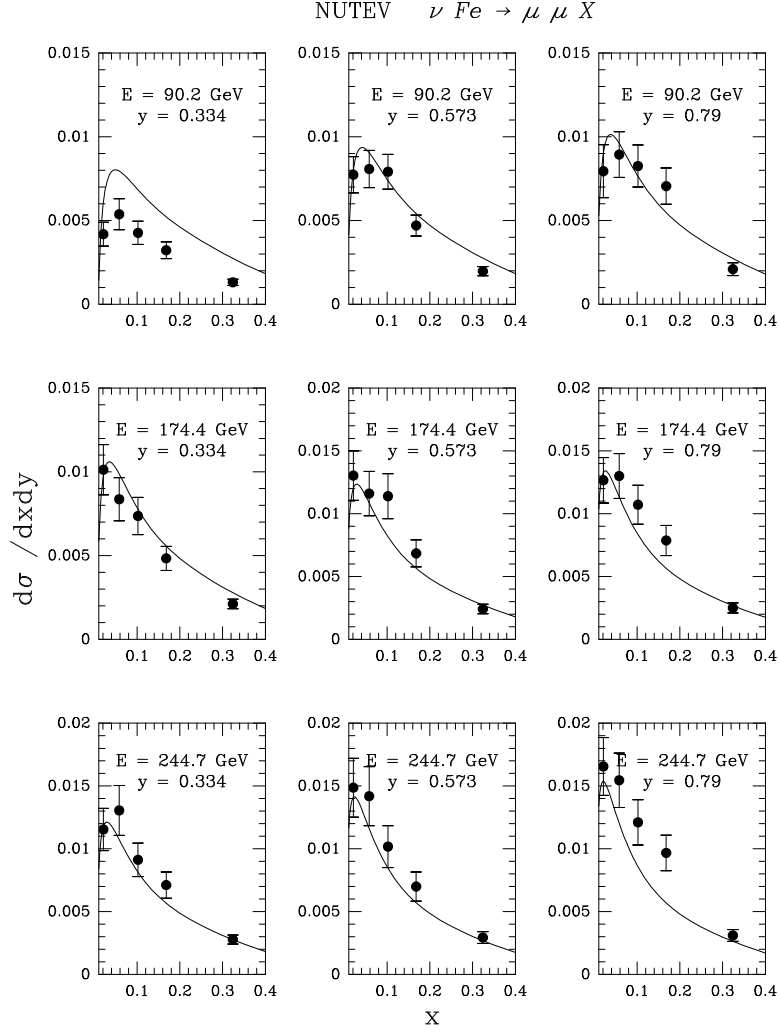 NUTEV ν Fe → μ μ X
0.015 0.015 0.015
E = 90.2 GeV E = 90.2 GeV E = 90.2 GeV
y = 0.334 y = 0.573 y = 0.79
0.01 0.01 0.01
0.005 0.005 0.005
0 0 0
0.1 0.2 0.3 0.4 0.1 0.2 0.3 0.4 0.1 0.2 0.3 0.4
0.015 0.02 0.02
E = 174.4 GeV E = 174.4 GeV E = 174.4 GeV
y = 0.334 y = 0.573 y = 0.79
0.015 0.015
0.01
0.01 0.01
0.005
0.005 0.005
0 0 0
0.1 0.2 0.3 0.4 0.1 0.2 0.3 0.4 0.1 0.2 0.3 0.4
dσ /dxdy
0.02 0.02 0.02
E = 244.7 GeV E = 244.7 GeV E = 244.7 GeV
y = 0.334 y = 0.573 y = 0.79
0.015 0.015 0.015
0.01 0.01 0.01
0.005 0.005 0.005
0 0 0
0.1 0.2 0.3 0.4 0.1 0.2 0.3 0.4 0.1 0.2 0.3 0.4
x